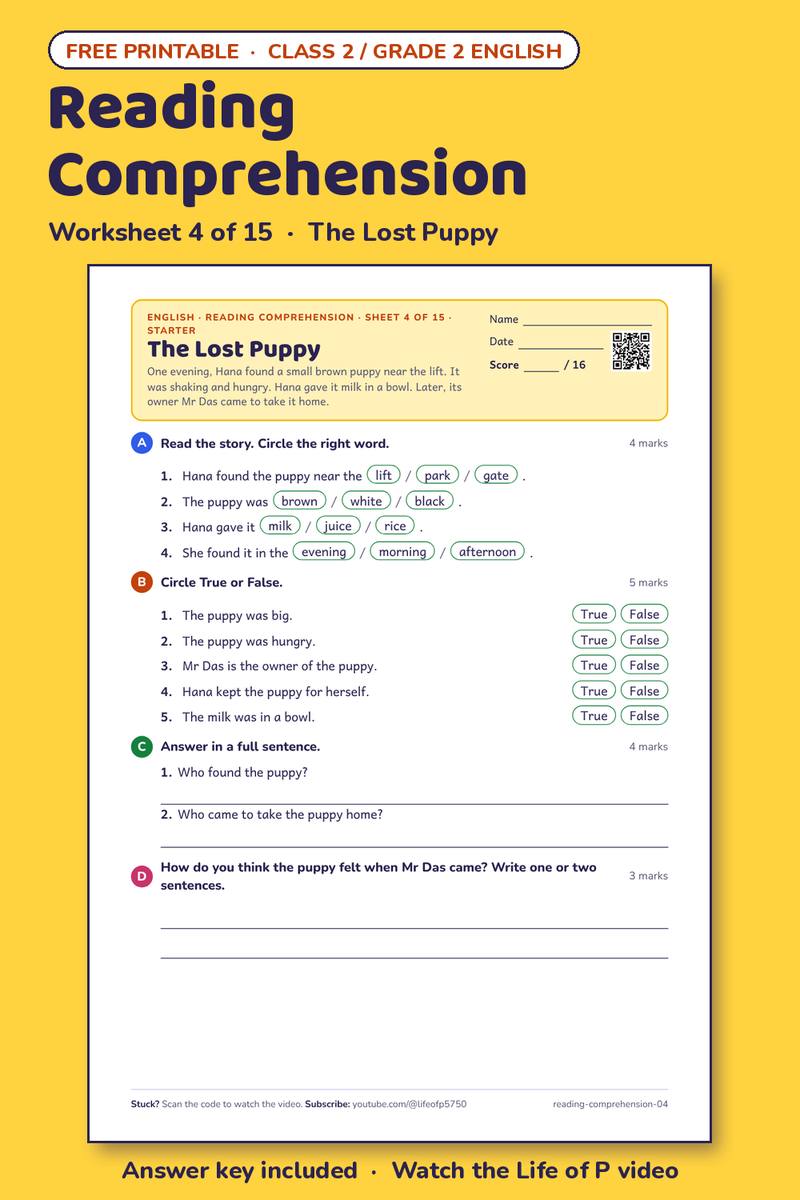 FREE PRINTABLE · CLASS 2 / GRADE 2 ENGLISH
Reading
Comprehension
Worksheet 4 of 15 · The Lost Puppy
ENGLISH · READING COMPREHENSION · SHEET 4 OF 15 ·
STARTER
The Lost Puppy
One evening, Hana found a small brown puppy near the lift. It
was shaking and hungry. Hana gave it milk in a bowl. Later, its
owner Mr Das came to take it home.
Name
Date
Score / 16
A Read the story. Circle the right word. 4 marks
1. Hana found the puppy near the lift / park / gate .
2. The puppy was brown / white / black .
3. Hana gave it milk / juice / rice .
4. She found it in the evening / morning / afternoon .
B Circle True or False. 5 marks
1. The puppy was big. True False
2. The puppy was hungry. True False
3. Mr Das is the owner of the puppy. True False
4. Hana kept the puppy for herself. True False
5. The milk was in a bowl. True False
C Answer in a full sentence. 4 marks
1. Who found the puppy?
2. Who came to take the puppy home?
D How do you think the puppy felt when Mr Das came? Write one or two
sentences. 3 marks
Stuck? Scan the code to watch the video. Subscribe: youtube.com/@lifeofp5750 reading-comprehension-04
Answer key included · Watch the Life of P video